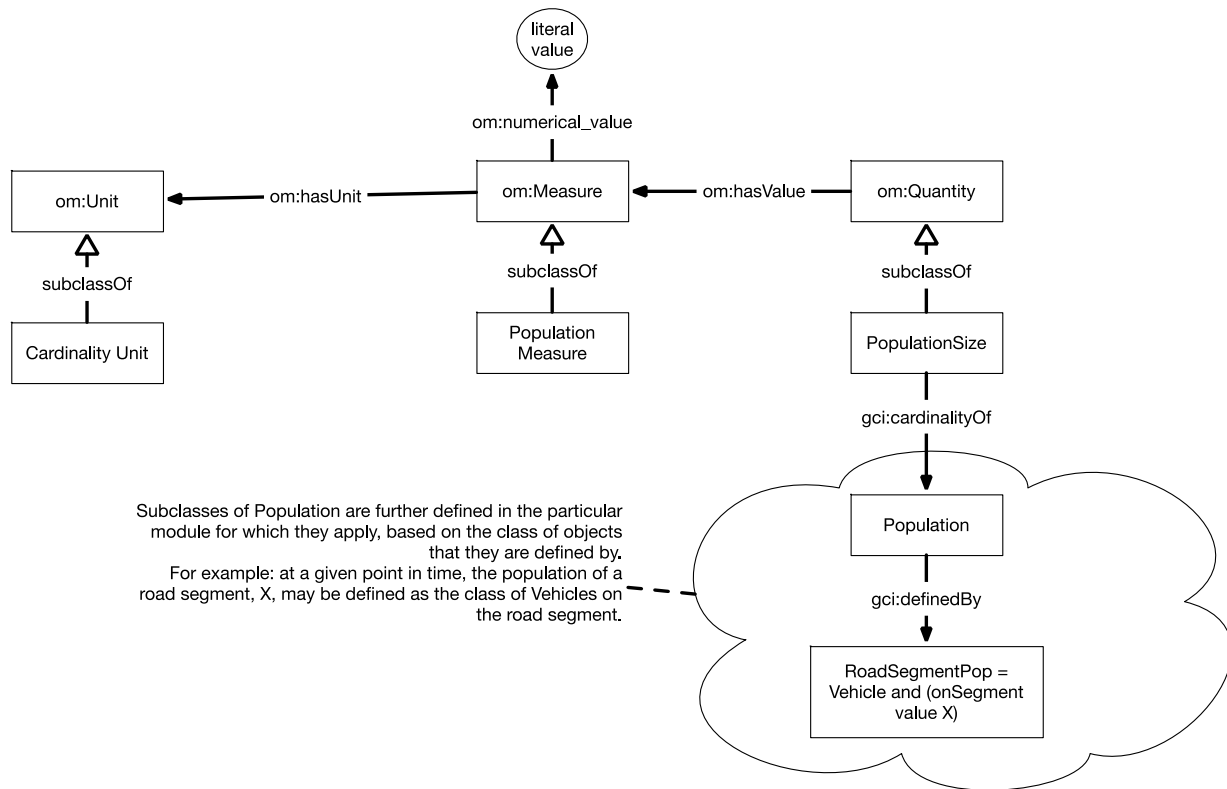 literal
value
om:numerical_value
om:Unit
om:hasUnit
om:Measure
om:hasValue
om:Quantity
subclassOf
subclassOf
subclassOf
Cardinality Unit
Population
Measure
PopulationSize
gci:cardinalityOf
Subclasses of Population are further defined in the particular
module for which they apply, based on the class of objects
that they are defined by.
For example: at a given point in time, the population of a
road segment, X, may be defined as the class of Vehicles on
the road segment.
Population
gci:definedBy
RoadSegmentPop =
Vehicle and (onSegment
value X)